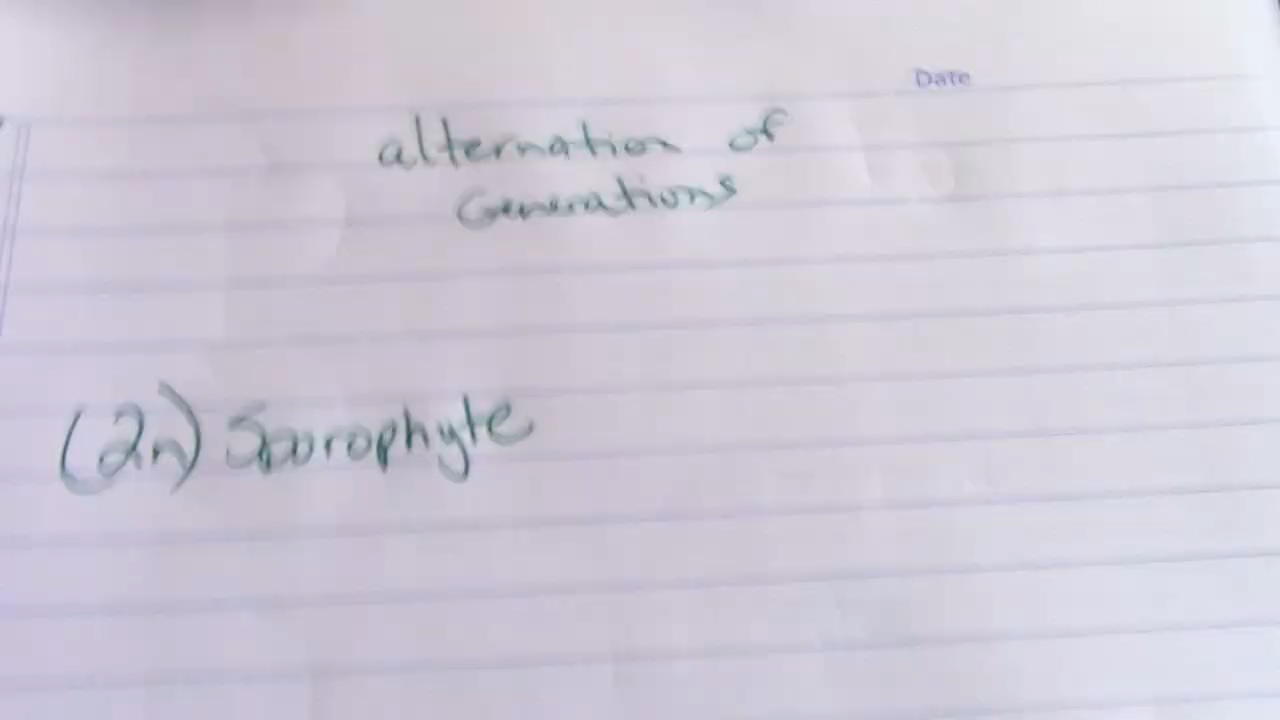 Date
alternation of
Generations
(2n) Sporophyte